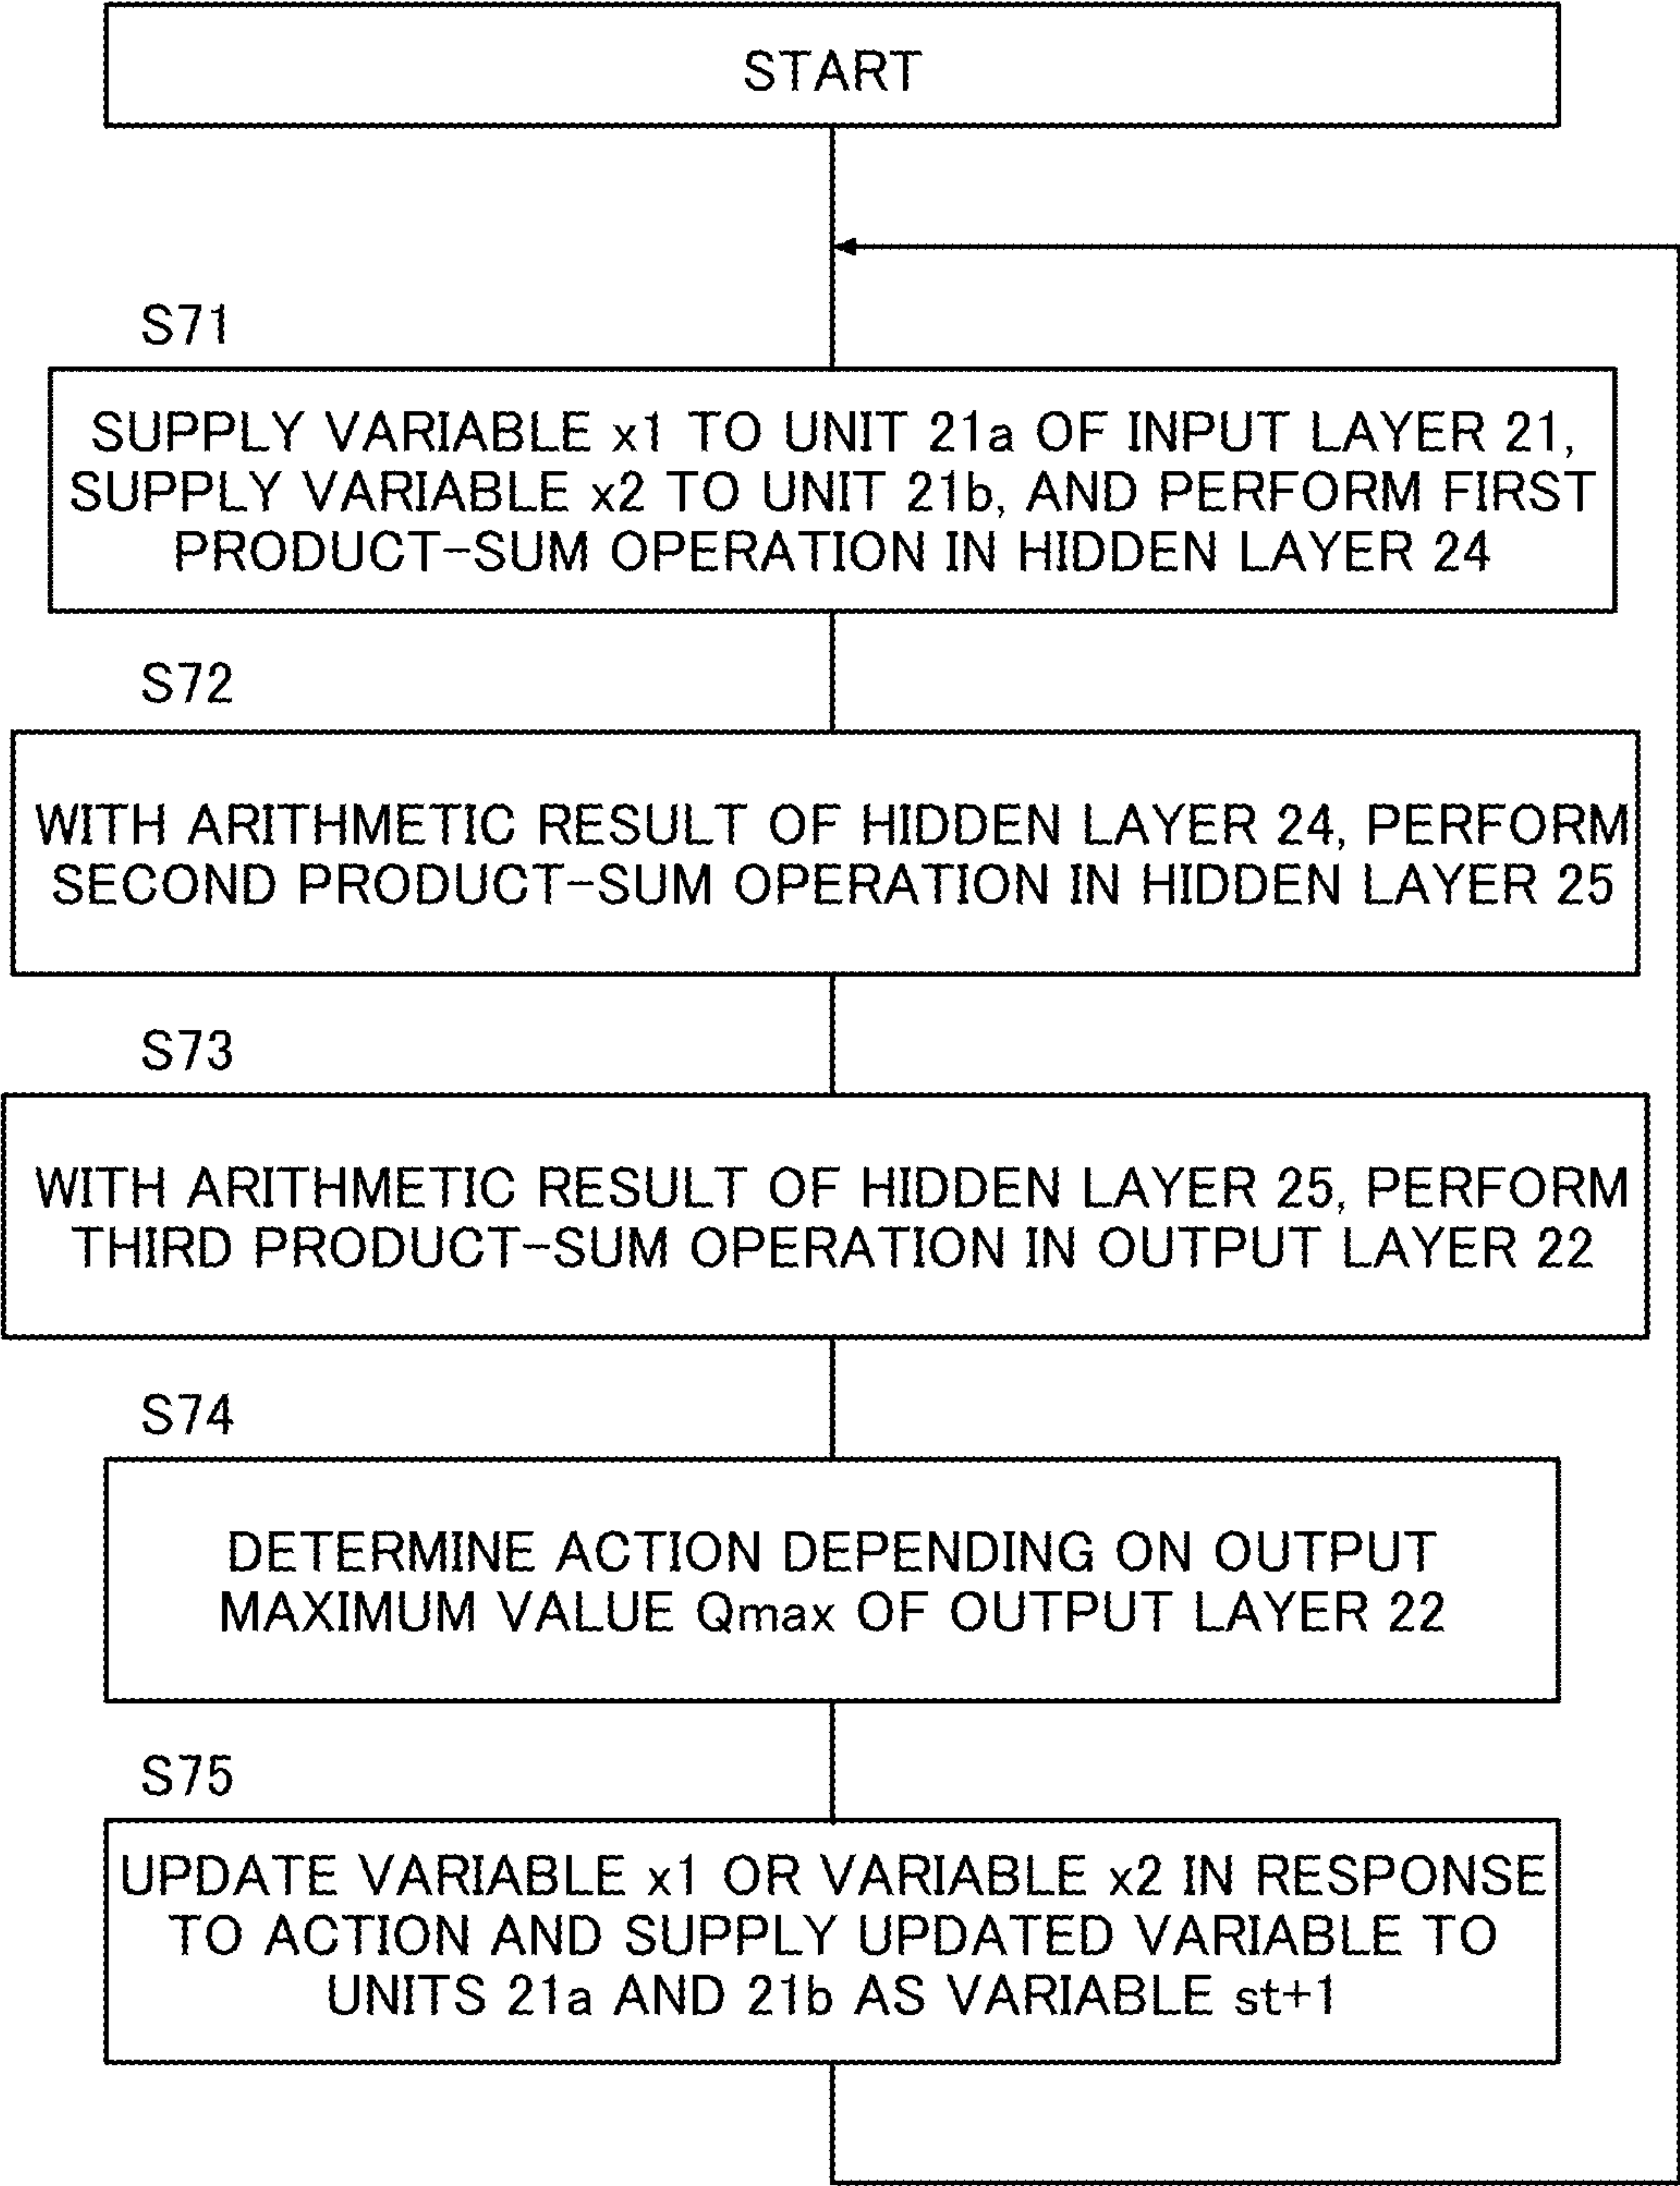 START
S71
SUPPLY VARIABLE x1 TO UNIT 21a OF INPUT LAYER 21,
SUPPLY VARIABLE x2 TO UNIT 21b, AND PERFORM FIRST
PRODUCT-SUM OPERATION IN HIDDEN LAYER 24
S72
WITH ARITHMETIC RESULT OF HIDDEN LAYER 24, PERFORM
SECOND PRODUCT-SUM OPERATION IN HIDDEN LAYER 25
S73
WITH ARITHMETIC RESULT OF HIDDEN LAYER 25, PERFORM
THIRD PRODUCT-SUM OPERATION IN OUTPUT LAYER 22
S74
DETERMINE ACTION DEPENDING ON OUTPUT
MAXIMUM VALUE Qmax OF OUTPUT LAYER 22
S75
UPDATE VARIABLE x1 OR VARIABLE x2 IN RESPONSE
TO ACTION AND SUPPLY UPDATED VARIABLE TO
UNITS 21a AND 21b AS VARIABLE st+1